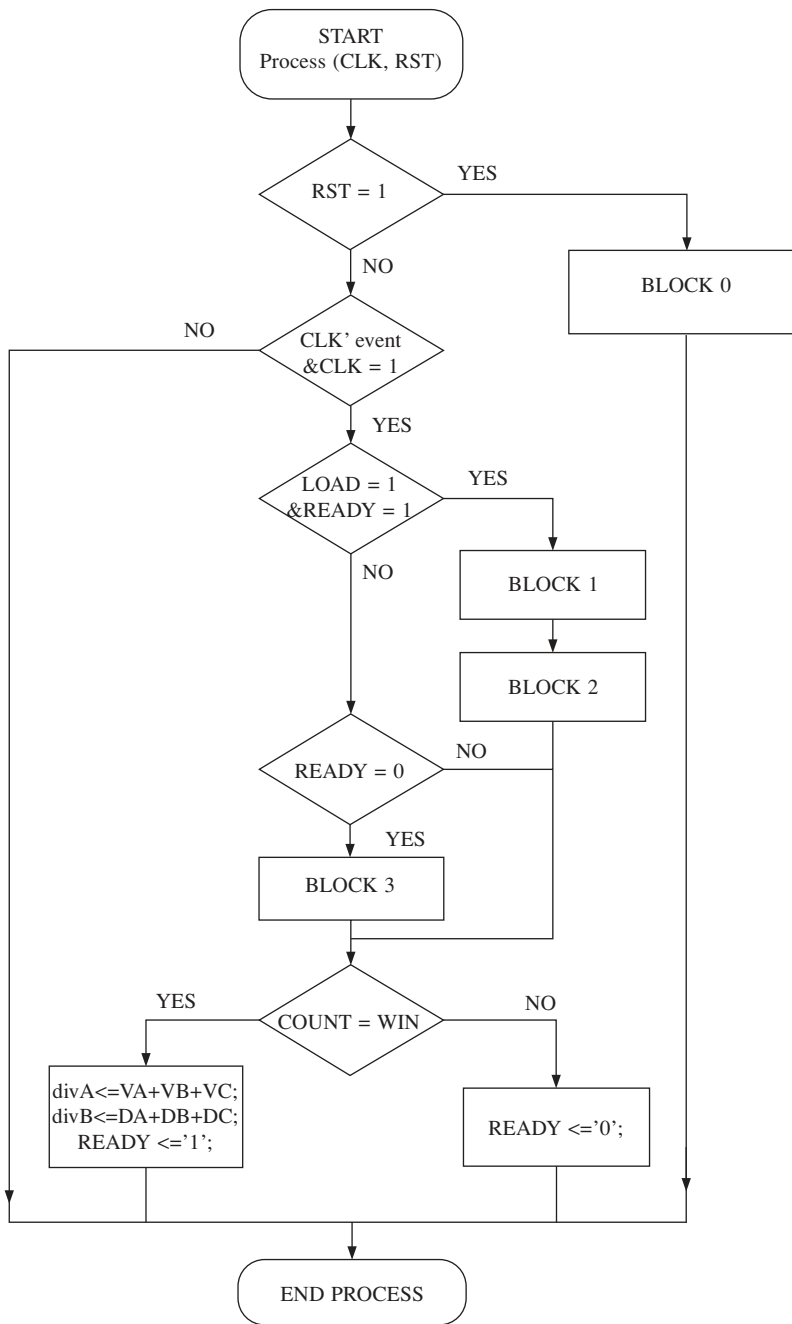 START
Process (CLK, RST)
RST = 1
YES
NO
BLOCK 0
NO
CLK’ event
&CLK = 1
YES
LOAD = 1
&READY = 1
YES
NO
BLOCK 1
BLOCK 2
READY = 0
NO
YES
BLOCK 3
COUNT = WIN
YES
NO
divA<=VA+VB+VC;
divB<=DA+DB+DC;
READY <=’1’;
READY <=’0’;
END PROCESS